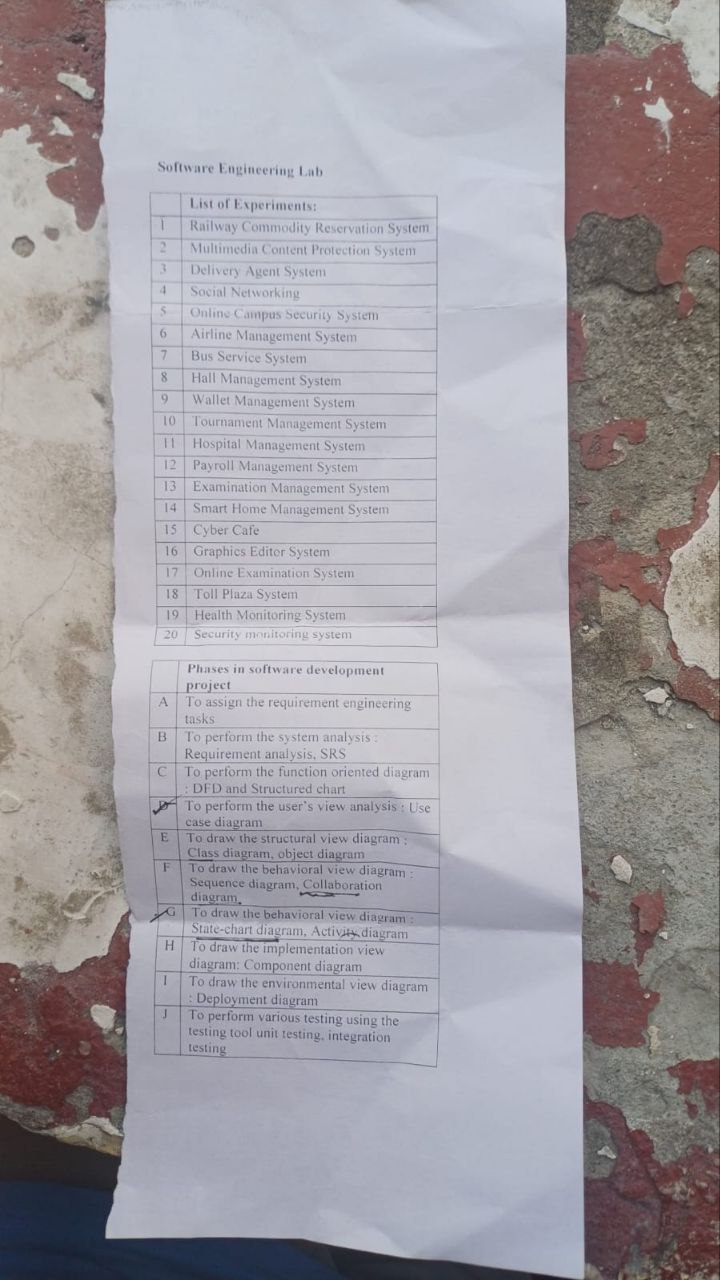 Software Engineering Lab
List of Experiments:
1 Railway Commodity Reservation System
2 Multimedia Content Protection System
3 Delivery Agent System
4 Social Networking
5 Online Campus Security System
6 Airline Management System
7 Bus Service System
8 Hall Management System
9 Wallet Management System
10 Tournament Management System
11 Hospital Management System
12 Payroll Management System
13 Examination Management System
14 Smart Home Management System
15 Cyber Cafe
16 Graphics Editor System
17 Online Examination System
18 Toll Plaza System
19 Health Monitoring System
20 Security monitoring system
Phases in software development
project
A To assign the requirement engineering
tasks
B To perform the system analysis :
Requirement analysis, SRS
C To perform the function oriented diagram
: DFD and Structured chart
D To perform the user's view analysis : Use
case diagram
E To draw the structural view diagram :
Class diagram, object diagram
F To draw the behavioral view diagram :
Sequence diagram, Collaboration
diagram
G To draw the behavioral view diagram :
State-chart diagram, Activity diagram
H To draw the implementation view
diagram: Component diagram
I To draw the environmental view diagram
: Deployment diagram
J To perform various testing using the
testing tool unit testing, integration
testing